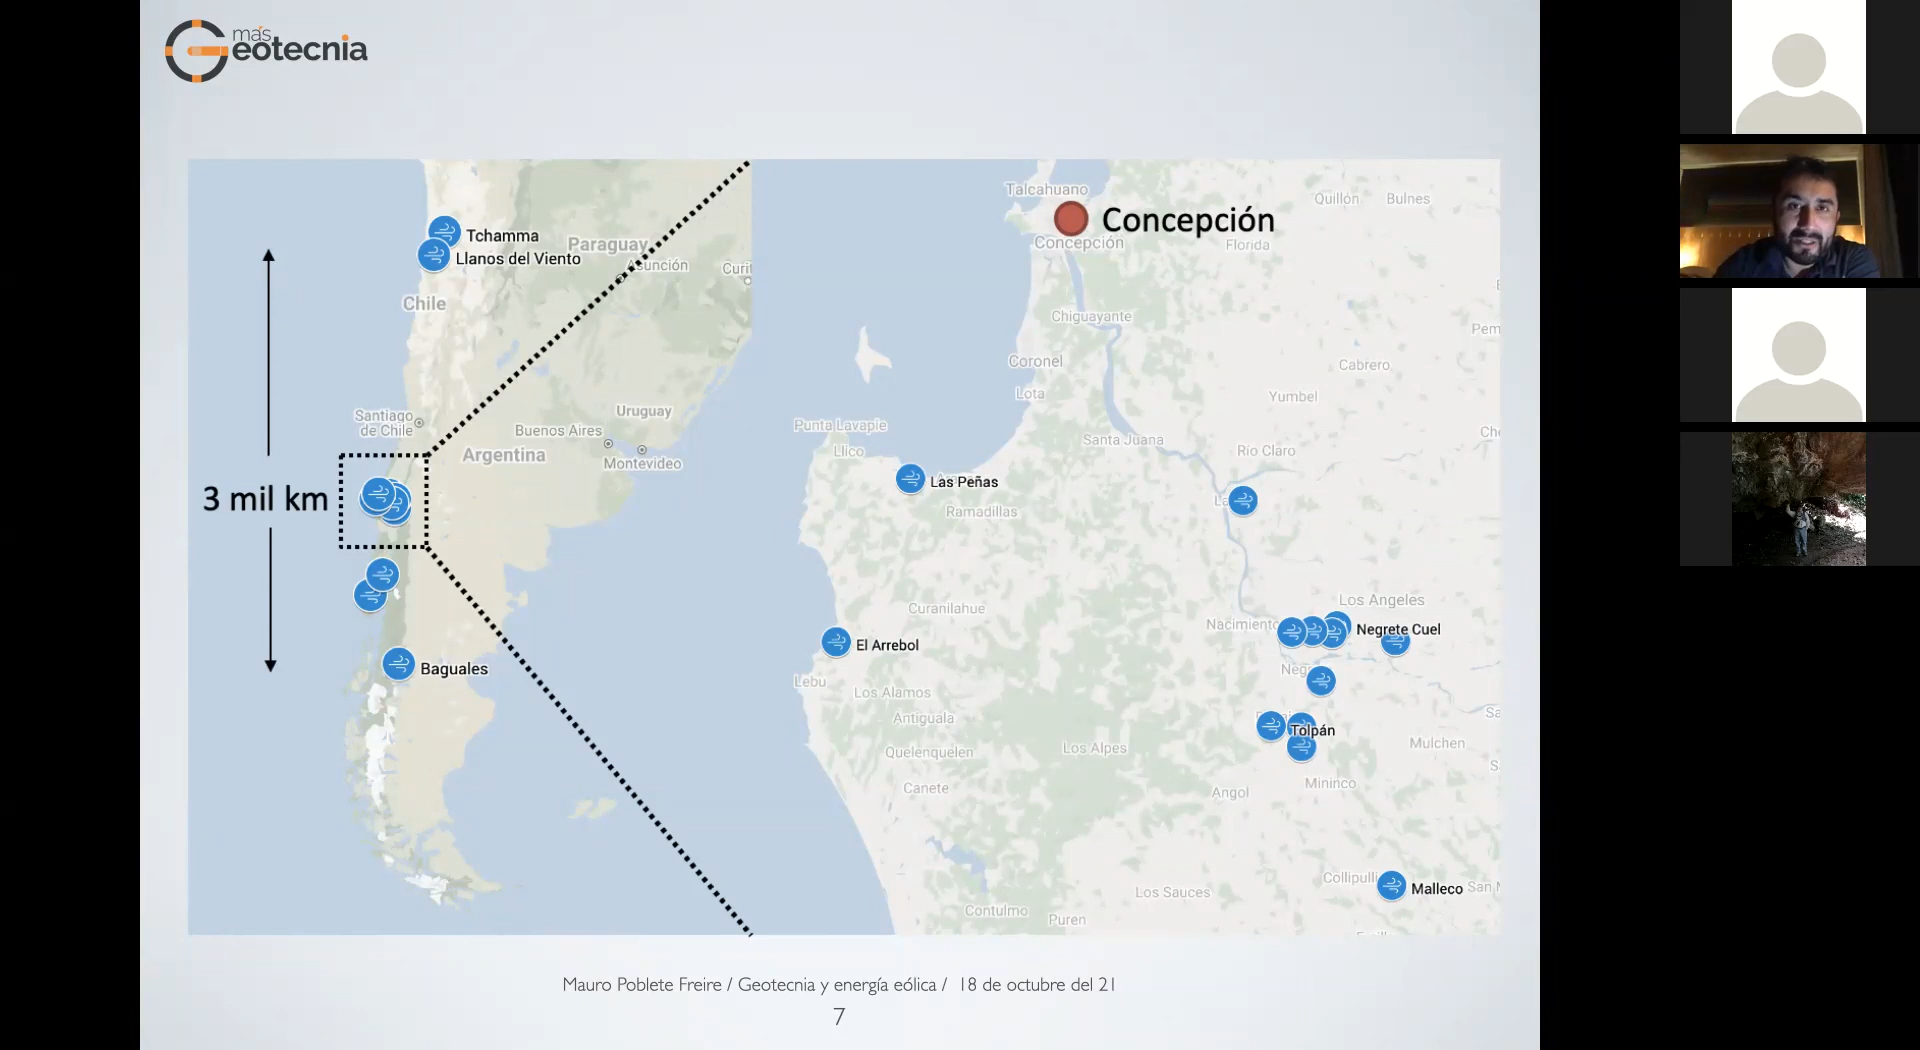 más
Geotecnia
Tchamma
Llanos del Viento
Paraguay
Asunción
Curit
Chile
Santiago
de Chile
Uruguay
Buenos Aires
Montevideo
Argentina
3 mil km
Baguales
Talcahuano
Concepción
Concepción
Quillón
Bulnes
Florida
Chiguayante
Pem
Coronel
Cabrero
Lota
Yumbel
Punta Lavapie
Llico
Santa Juana
Río Claro
Las Peñas
Ramadillas
Curanilahue
Los Angeles
Nacimiento
Negrete Cuel
El Arrebol
Lebu
Los Alamos
Antiguala
Tolpán
Quelenquelen
Los Alpes
Mulchen
Canete
Angol
Mininco
Collipulli
Malleco
San
Los Sauces
Contulmo
Puren
Mauro Poblete Freire / Geotecnia y energía eólica / 18 de octubre del 21
7